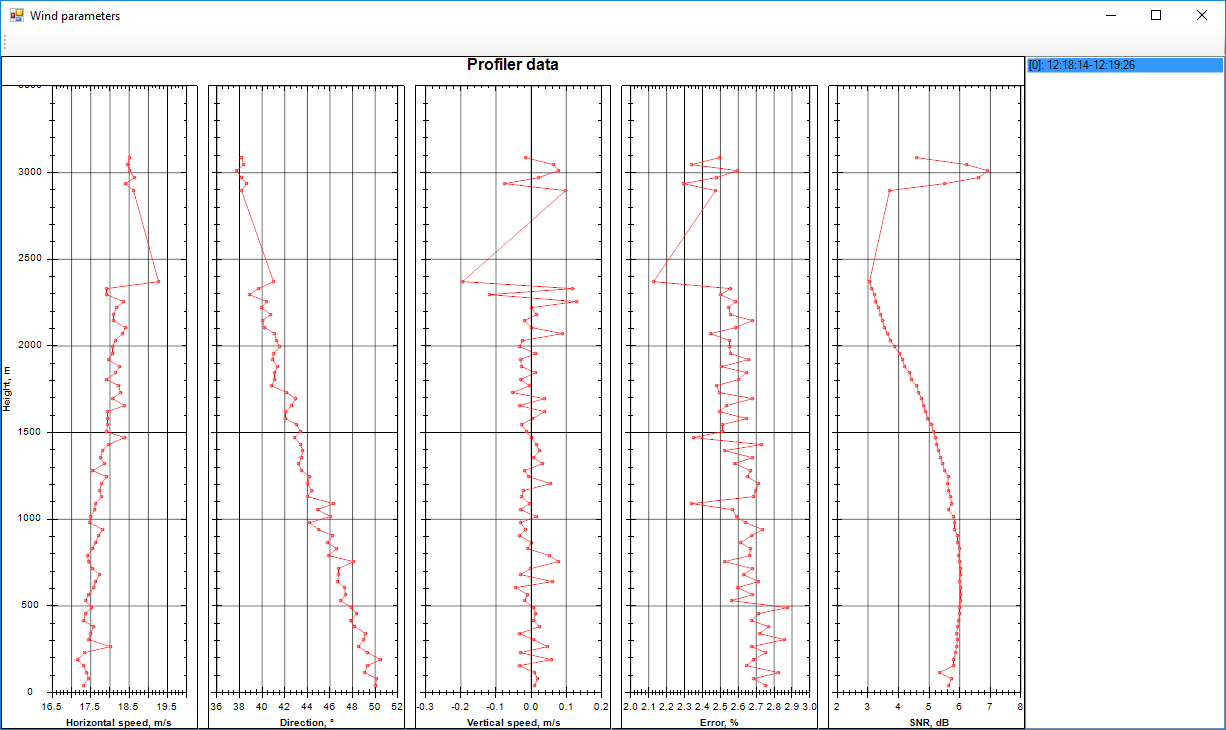 Wind parameters
Profiler data
[0]: 12:18:14-12:19:26
3000
2500
2000
1500
1000
500
0
Height, m
16.5 17.5 18.5 19.5
36 38 40 42 44 46 48 50 52
-0.3 -0.2 -0.1 0.0 0.1 0.2
2.0 2.1 2.2 2.3 2.4 2.5 2.6 2.7 2.8 2.9 3.0
2 3 4 5 6 7 8
Horizontal speed, m/s
Direction, °
Vertical speed, m/s
Error, %
SNR, dB